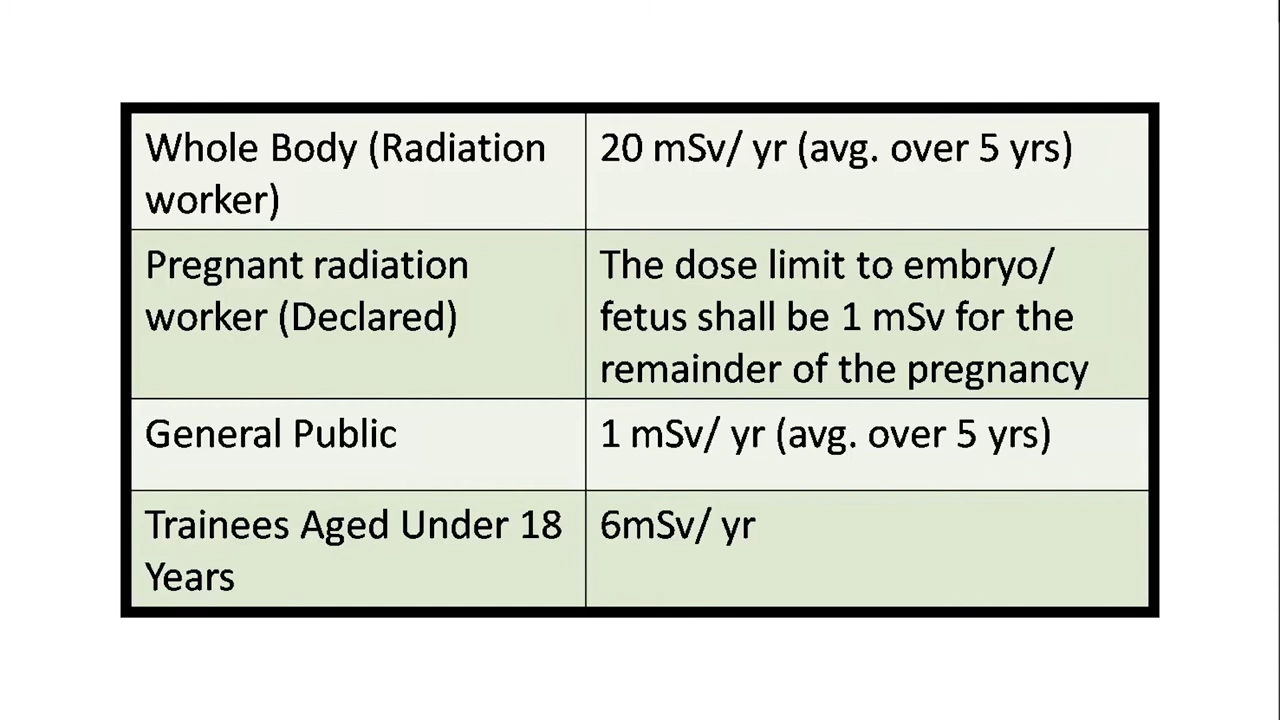 Whole Body (Radiation
worker)
20 mSv/ yr (avg. over 5 yrs)
Pregnant radiation
worker (Declared)
The dose limit to embryo/
fetus shall be 1 mSv for the
remainder of the pregnancy
General Public
1 mSv/ yr (avg. over 5 yrs)
Trainees Aged Under 18
Years
6mSv/ yr